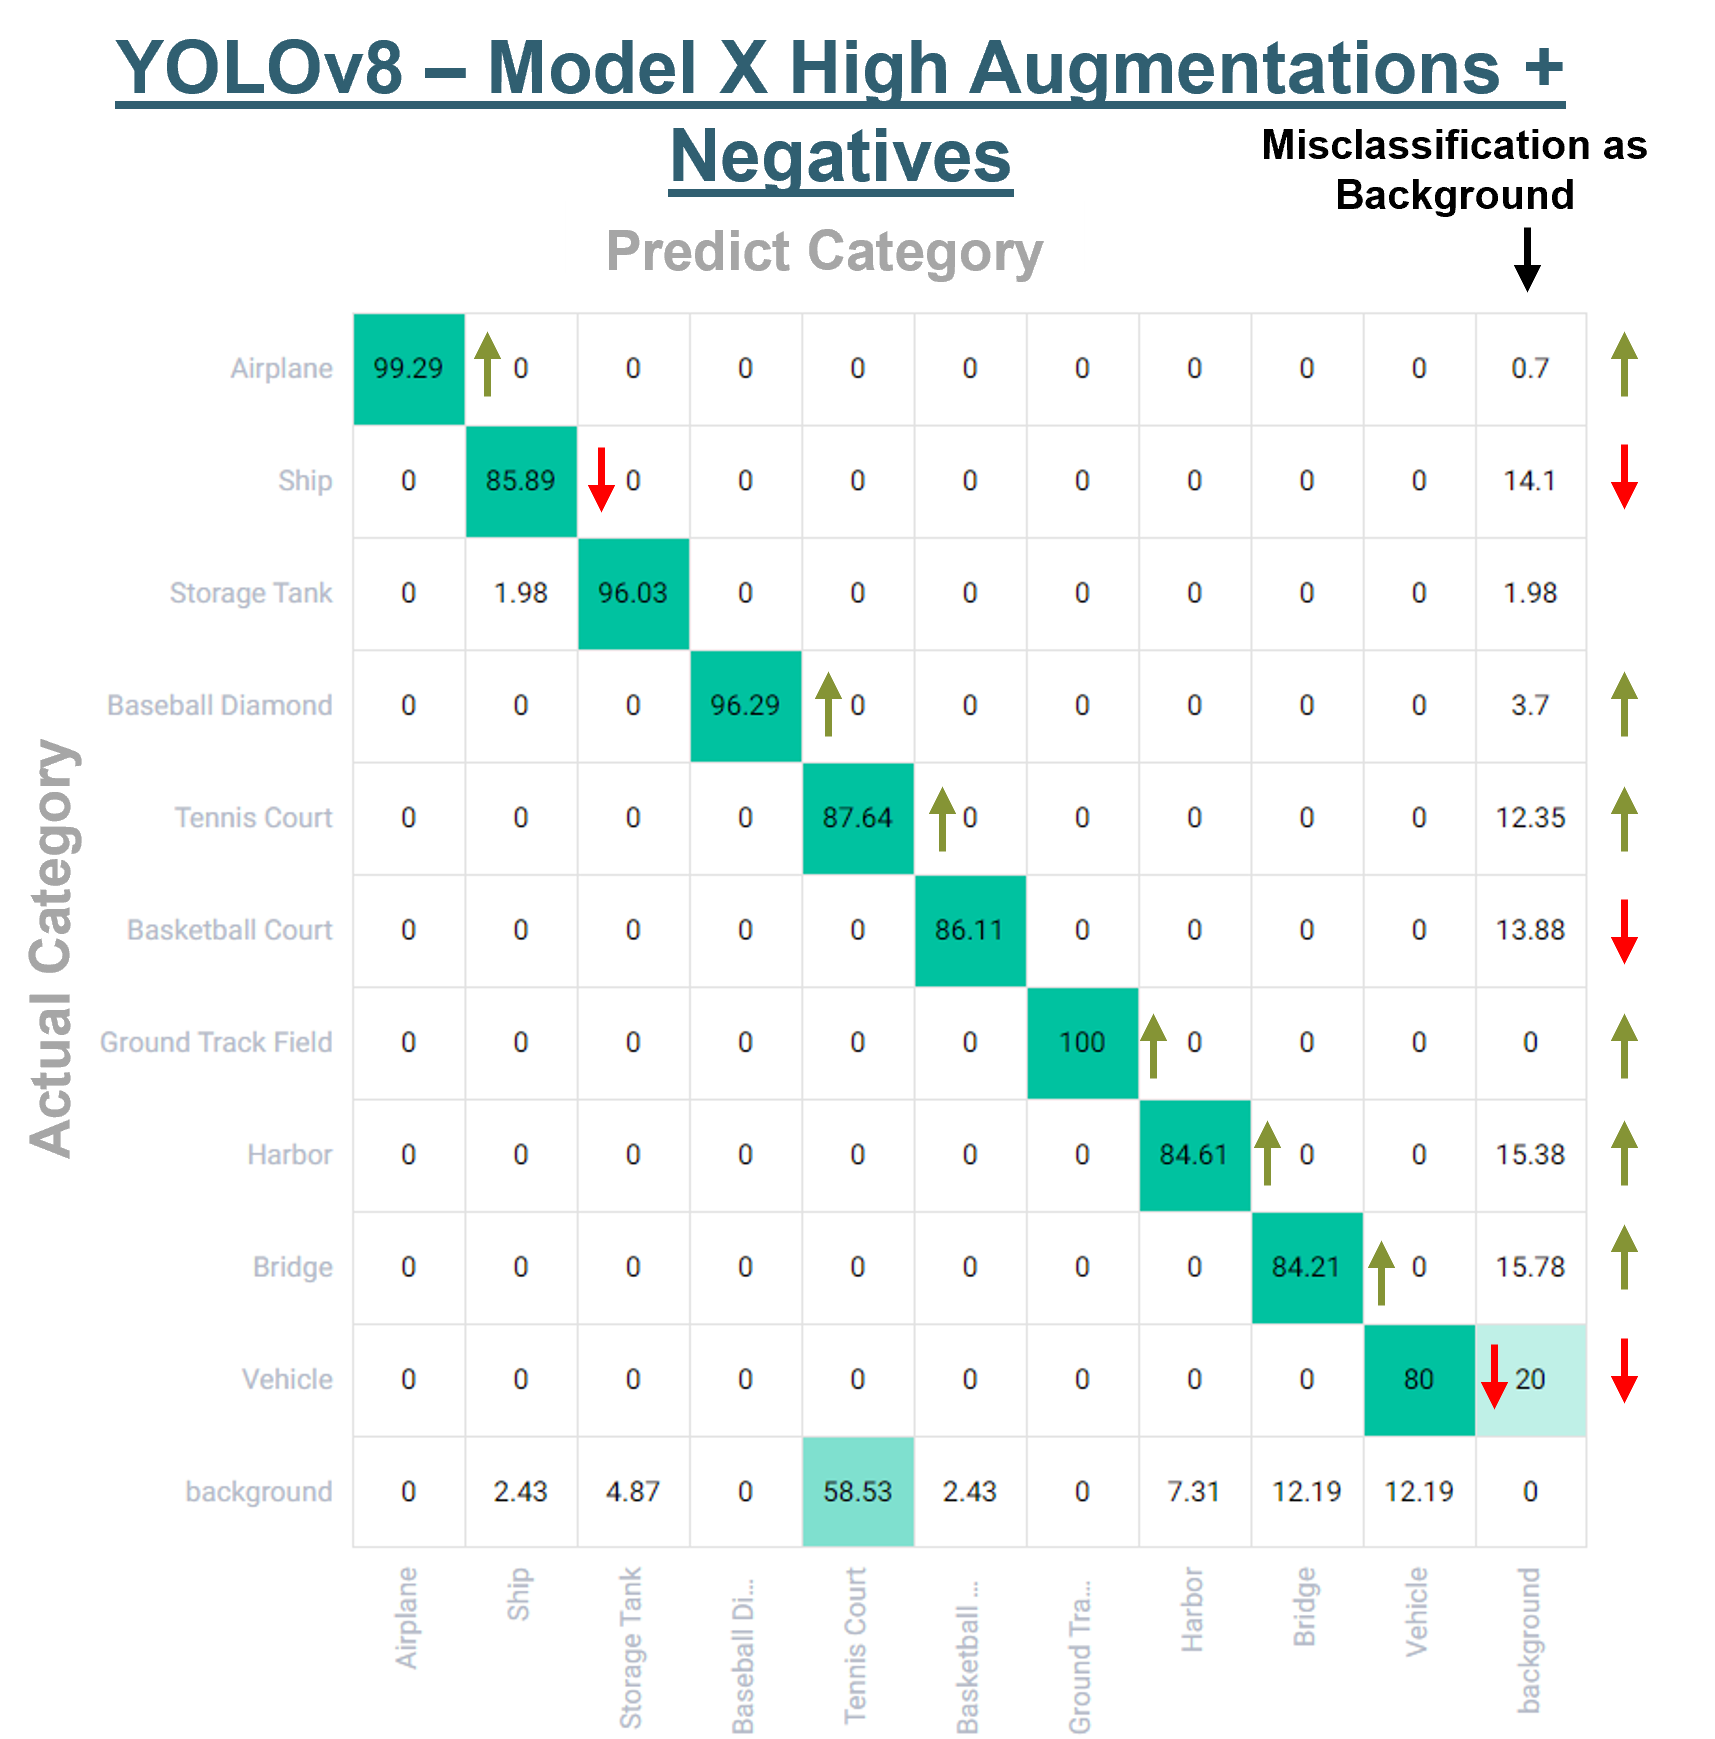 YOLOv8 – Model X High Augmentations +
Negatives
Misclassification as
Background
Predict Category
Actual Category
Airplane 99.29 0 0 0 0 0 0 0 0 0 0.7
Ship 0 85.89 0 0 0 0 0 0 0 0 14.1
Storage Tank 0 1.98 96.03 0 0 0 0 0 0 0 1.98
Baseball Diamond 0 0 0 96.29 0 0 0 0 0 0 3.7
Tennis Court 0 0 0 0 87.64 0 0 0 0 0 12.35
Basketball Court 0 0 0 0 0 86.11 0 0 0 0 13.88
Ground Track Field 0 0 0 0 0 0 100 0 0 0 0
Harbor 0 0 0 0 0 0 0 84.61 0 0 15.38
Bridge 0 0 0 0 0 0 0 0 84.21 0 15.78
Vehicle 0 0 0 0 0 0 0 0 0 80 20
background 0 2.43 4.87 0 58.53 2.43 0 7.31 12.19 12.19 0
Airplane
Ship
Storage Tank
Baseball Di...
Tennis Court
Basketball ...
Ground Tra...
Harbor
Bridge
Vehicle
background